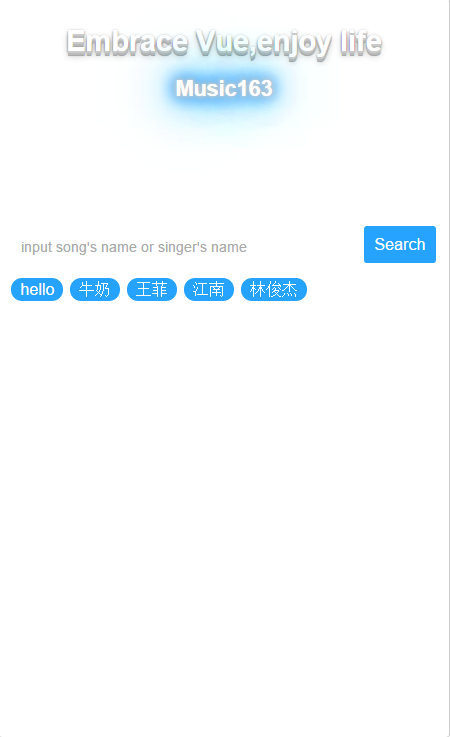 Embrace Vue,enjoy life
Music163
input song's name or singer's name
Search
hello 牛奶 王菲 江南 林俊杰